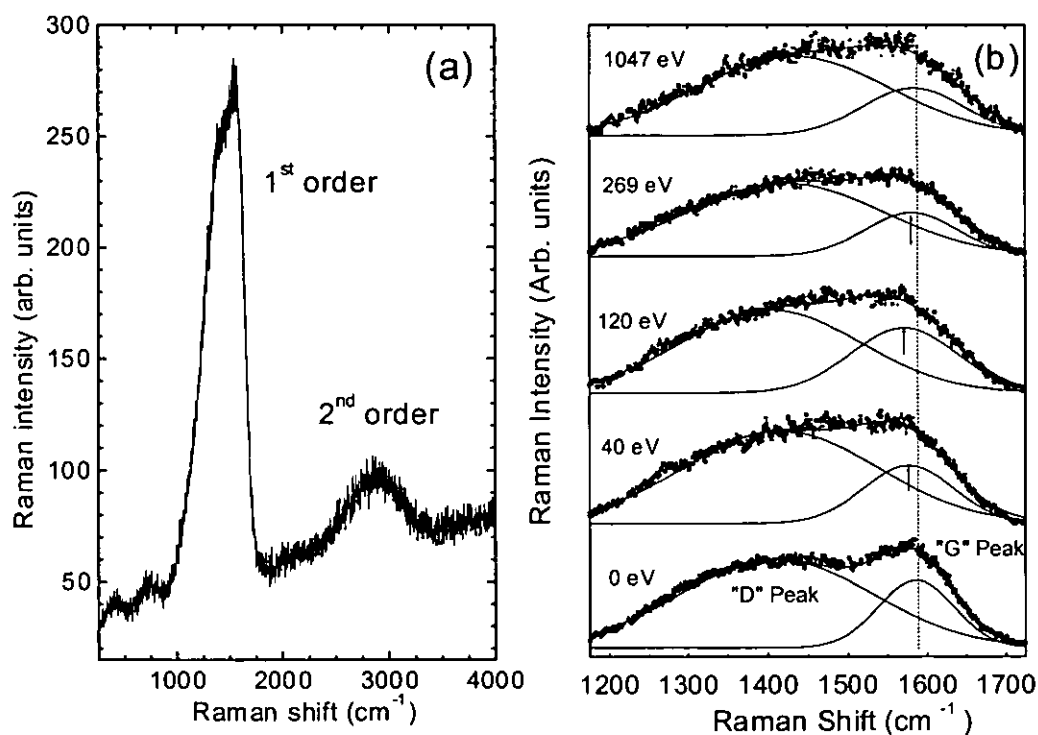 (a)
300
250
200
150
100
50
1st order
2nd order
1000
2000
3000
4000
Raman shift (cm-1)
Raman intensity (arb. units)
(b)
1047 eV
269 eV
120 eV
40 eV
0 eV
"D" Peak
"G" Peak
1200
1300
1400
1500
1600
1700
Raman Shift (cm-1)
Raman Intensity (Arb. units)